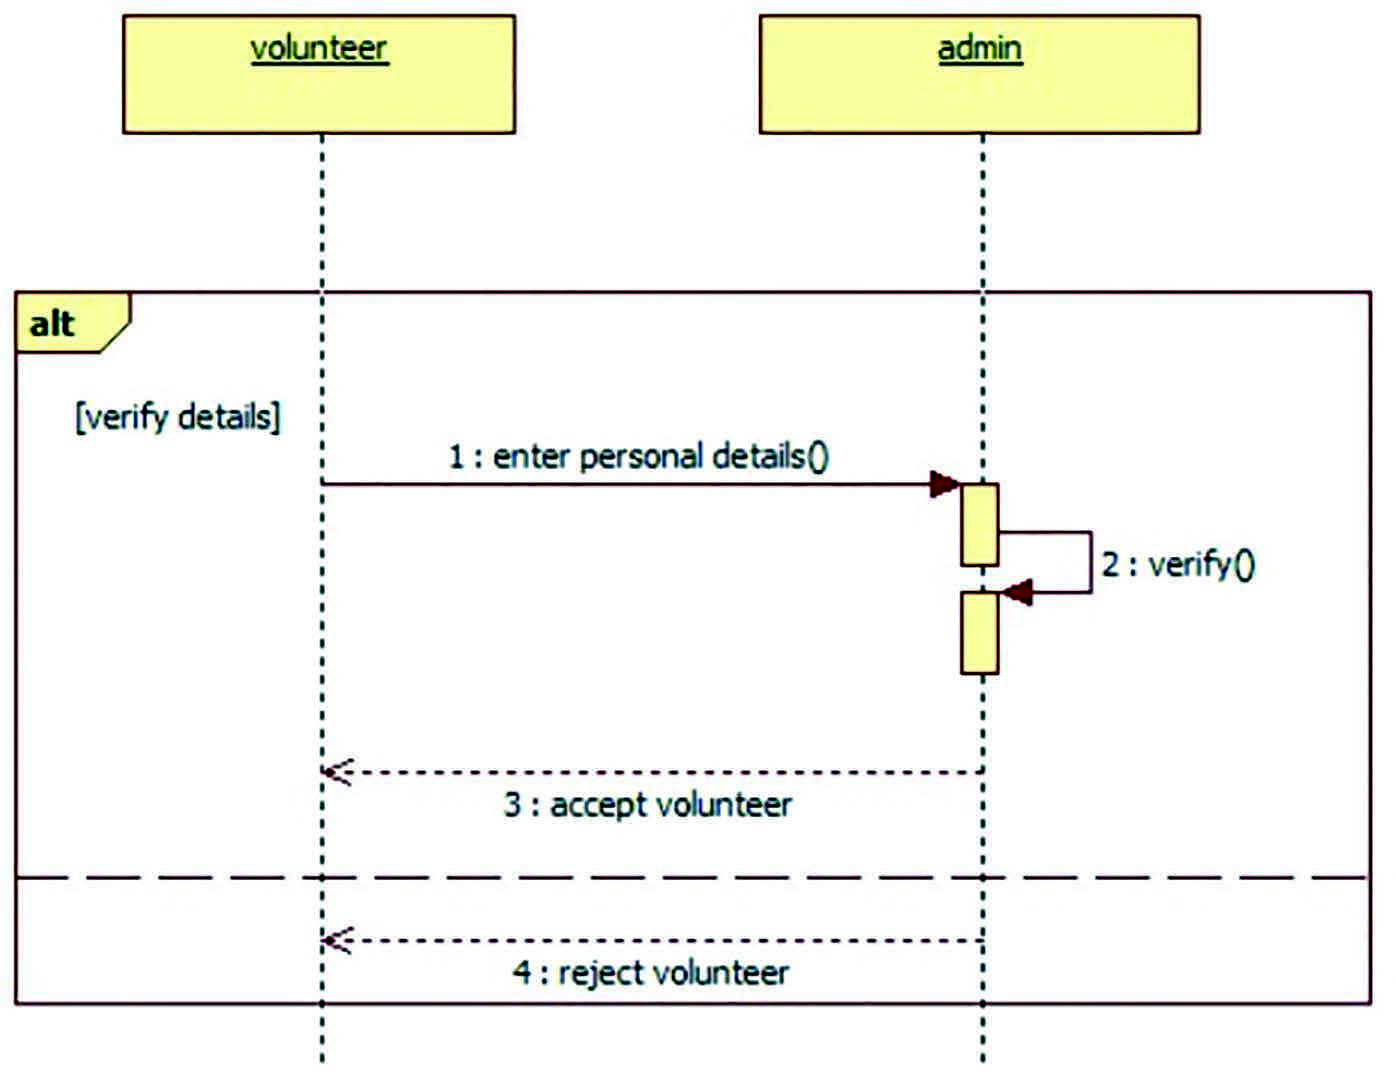 volunteer
admin
alt
[verify details]
1 : enter personal details()
2 : verify()
3 : accept volunteer
4 : reject volunteer